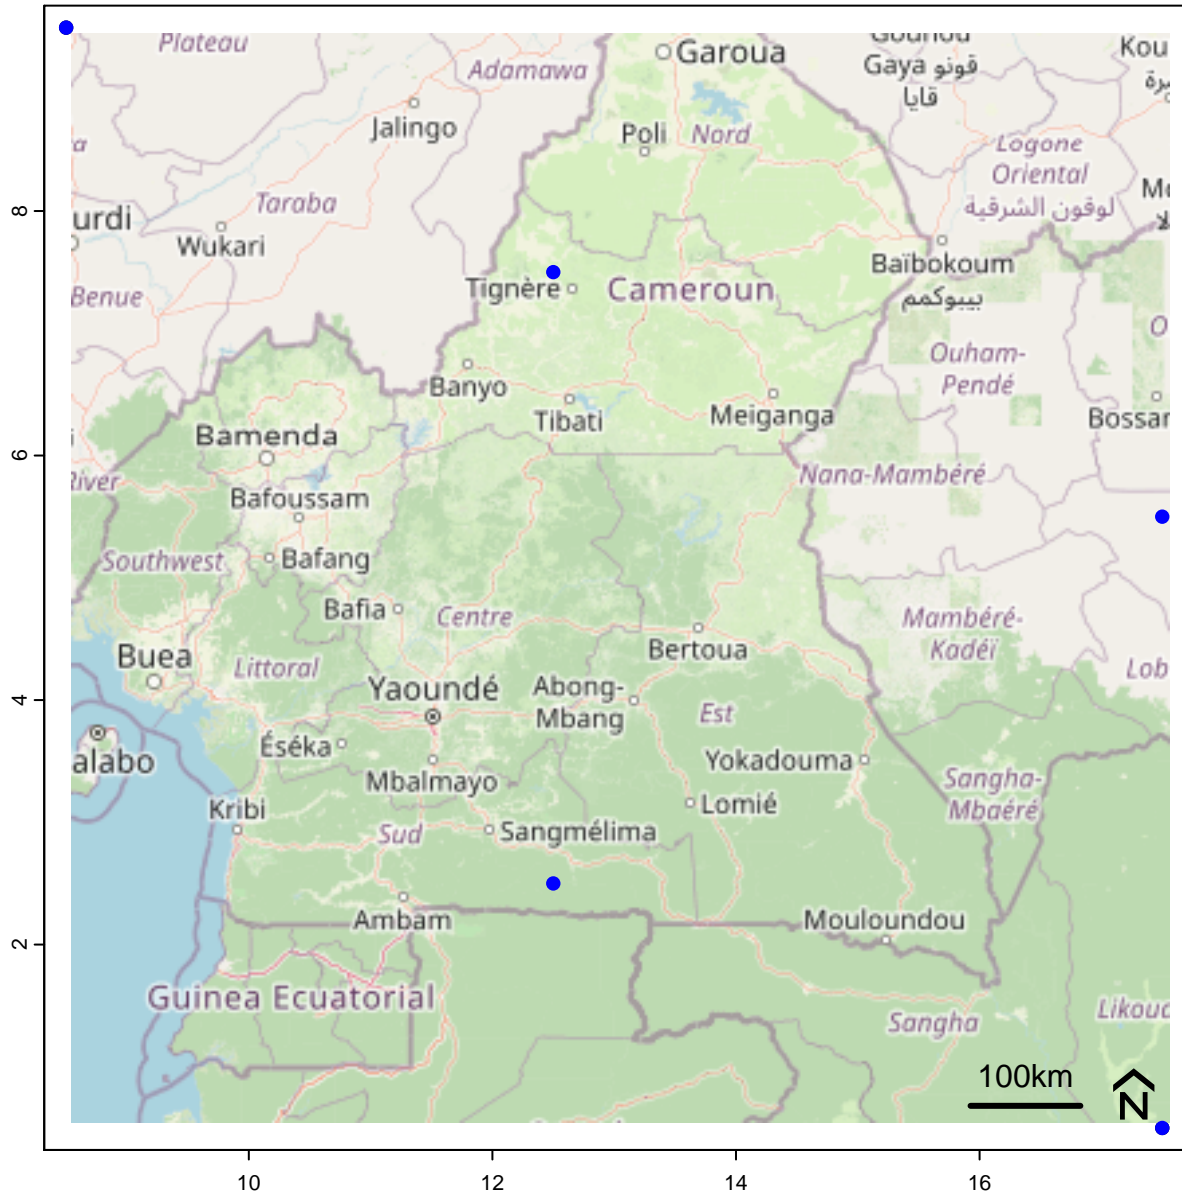 Plateau
Adamawa
Garoua
Gounou
Gaya قونو
قايا
Kou
Jalingo
Poli
Nord
Logone
Oriental
لوقون الشرقية
Taraba
urdi
Wukari
8
Benue
Tignère
Cameroun
Baïbokoum
بيبوكمم
Ouham-
Pendé
O
Banyo
Tibati
Meiganga
Bossar
Bamenda
6
River
Nana-Mambéré
Bafoussam
Southwest
Bafang
Bafia
Centre
Mambéré-
Kadéï
Bertoua
Buea
Littoral
Lob
Yaoundé
Abong-
Mbang
Est
4
alabo
Éséka
Mbalmayo
Yokadouma
Sangha-
Mbaéré
Kribi
Lomié
Sud
Sangmélima
Ambam
Mouloundou
2
Guinea Ecuatorial
Sangha
Likoua
100km
N
10
12
14
16